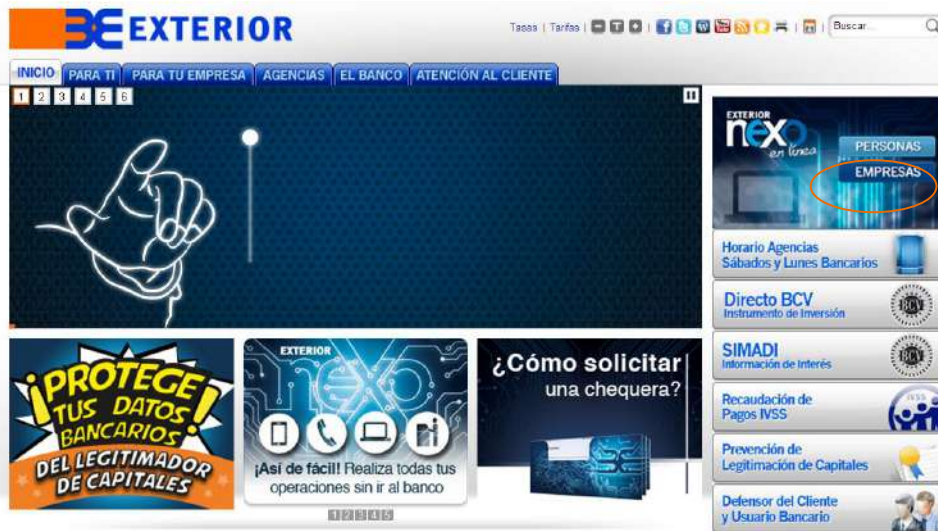 EXTERIOR
Tasas | Tarifas | - T + Buscar...
INICIO PARA TI PARA TU EMPRESA AGENCIAS EL BANCO ATENCIÓN AL CLIENTE
1 2 3 4 5 6
EXTERIOR
nexo
en línea
PERSONAS
EMPRESAS
Horario Agencias
Sábados y Lunes Bancarios
Directo BCV
Instrumento de Inversión
BCV
SIMADI
Información de Interés
BCV
Recaudación de
Pagos IVSS
IVSS
Prevención de
Legitimación de Capitales
Defensor del Cliente
y Usuario Bancario
¡PROTEGE
TUS DATOS
BANCARIOS!
DEL LEGITIMADOR
DE CAPITALES
EXTERIOR
nexo
¡Así de fácil! Realiza todas tus
operaciones sin ir al banco
1 2 3 4 5
¿Cómo solicitar
una chequera?